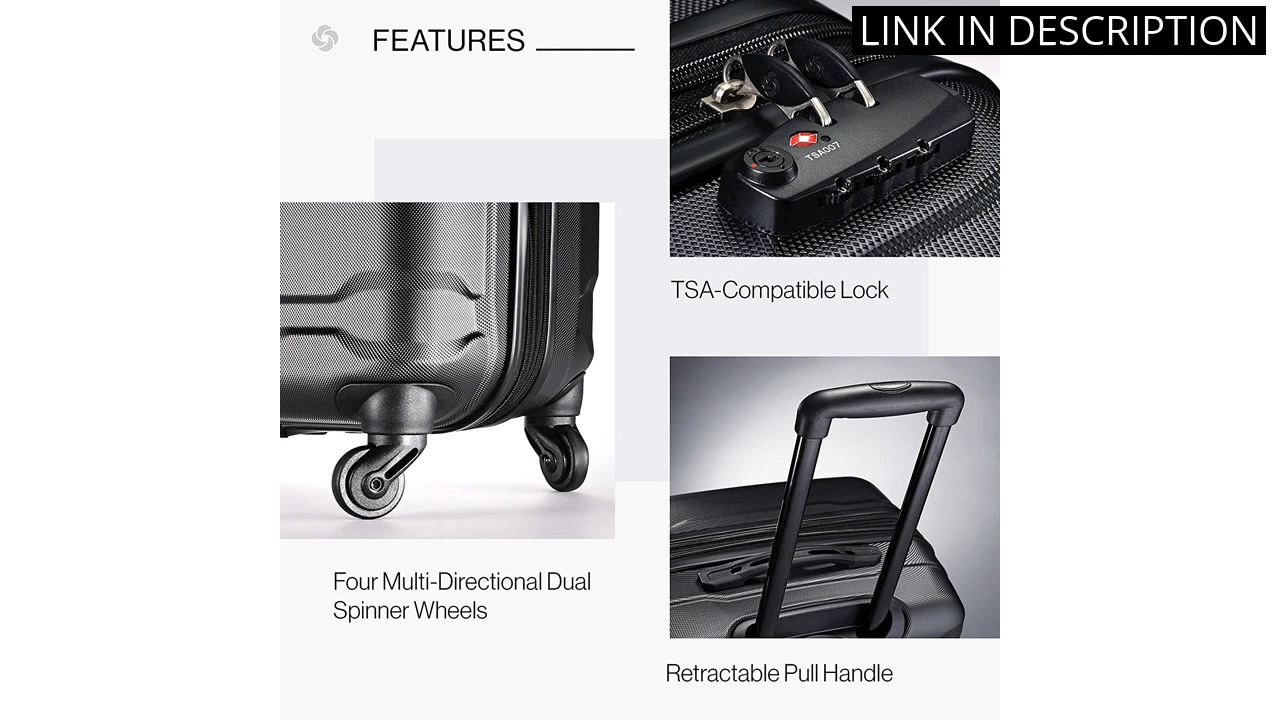 FEATURES
LINK IN DESCRIPTION
TSA007
TSA-Compatible Lock
Four Multi-Directional Dual
Spinner Wheels
Retractable Pull Handle